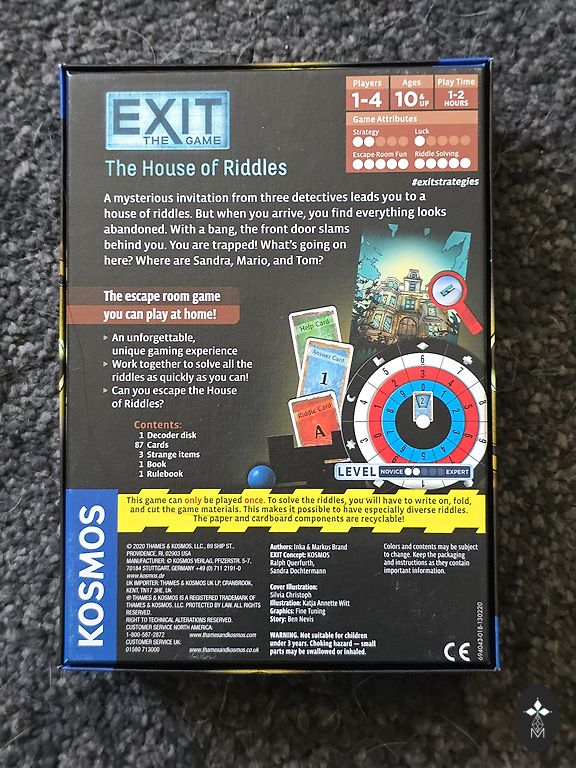 EXIT
THE GAME
The House of Riddles
Players
1-4
Ages
10 & UP
Play Time
1-2
HOURS
Game Attributes
Strategy
Luck
Escape-Room Fun
Riddle Solving
#exitstrategies
A mysterious invitation from three detectives leads you to a
house of riddles. But when you arrive, you find everything looks
abandoned. With a bang, the front door slams
behind you. You are trapped! What's going on
here? Where are Sandra, Mario, and Tom?
The escape room game
you can play at home!
An unforgettable,
unique gaming experience
Work together to solve all the
riddles as quickly as you can!
Can you escape the House
of Riddles?
Contents:
1 Decoder disk
87 Cards
3 Strange items
1 Book
1 Rulebook
Help Card
Answer Card
1
Riddle Card
A
LEVEL NOVICE EXPERT
This game can only be played once. To solve the riddles, you will have to write on, fold,
and cut the game materials. This makes it possible to have especially diverse riddles.
The paper and cardboard components are recyclable!
KOSMOS
© 2020 THAMES & KOSMOS, LLC., 89 SHIP ST.,
PROVIDENCE, RI, 02903 USA
MANUFACTURER: © KOSMOS VERLAG, PFIZERSTR. 5-7,
70184 STUTTGART, GERMANY +49 (0) 711 2191-0
www.kosmos.de
UK IMPORTER: THAMES & KOSMOS UK LP, CRANBROOK,
KENT, TN17 3HE, UK
® THAMES & KOSMOS IS A REGISTERED TRADEMARK OF
THAMES & KOSMOS, LLC. PROTECTED BY LAW. ALL RIGHTS
RESERVED.
RIGHT TO TECHNICAL ALTERATIONS RESERVED.
CUSTOMER SERVICE NORTH AMERICA:
1-800-587-2872 www.thamesandkosmos.com
CUSTOMER SERVICE UK:
01580 713000 www.thamesandkosmos.co.uk
Authors: Inka & Markus Brand
EXIT Concept: KOSMOS
Ralph Querfurth,
Sandra Dochtermann
Cover Illustration:
Silvia Christoph
Illustration: Katja Annette Witt
Graphics: Fine Tuning
Story: Ben Nevis
WARNING. Not suitable for children
under 3 years. Choking hazard — small
parts may be swallowed or inhaled.
Colors and contents may be subject
to change. Keep the packaging
and instructions as they contain
important information.
CE
694043-01B-130220